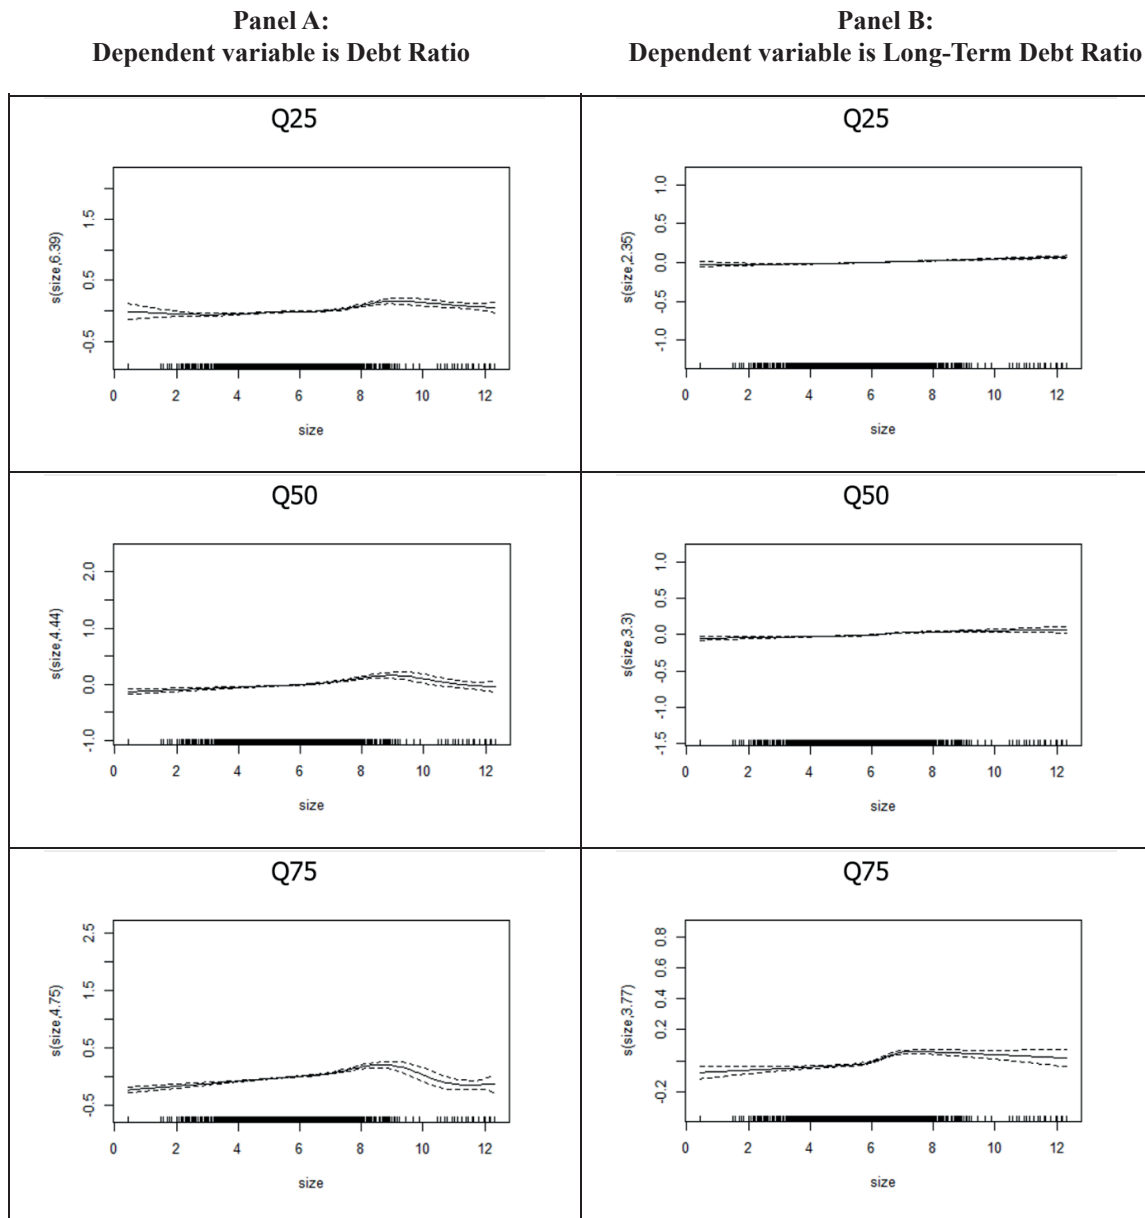 Panel A:
Dependent variable is Debt Ratio
Panel B:
Dependent variable is Long-Term Debt Ratio
Q25
s(size,6.39)
1.5
0.5
-0.5
0 2 4 6 8 10 12
size
Q25
s(size,2.35)
1.0
0.5
0.0
-0.5
-1.0
0 2 4 6 8 10 12
size
Q50
s(size,4.44)
2.0
1.0
0.0
-1.0
0 2 4 6 8 10 12
size
Q50
s(size,3.3)
1.0
0.5
0.0
-0.5
-1.0
-1.5
0 2 4 6 8 10 12
size
Q75
s(size,4.75)
2.5
1.5
0.5
-0.5
0 2 4 6 8 10 12
size
Q75
s(size,3.77)
0.8
0.6
0.4
0.2
-0.2
0 2 4 6 8 10 12
size